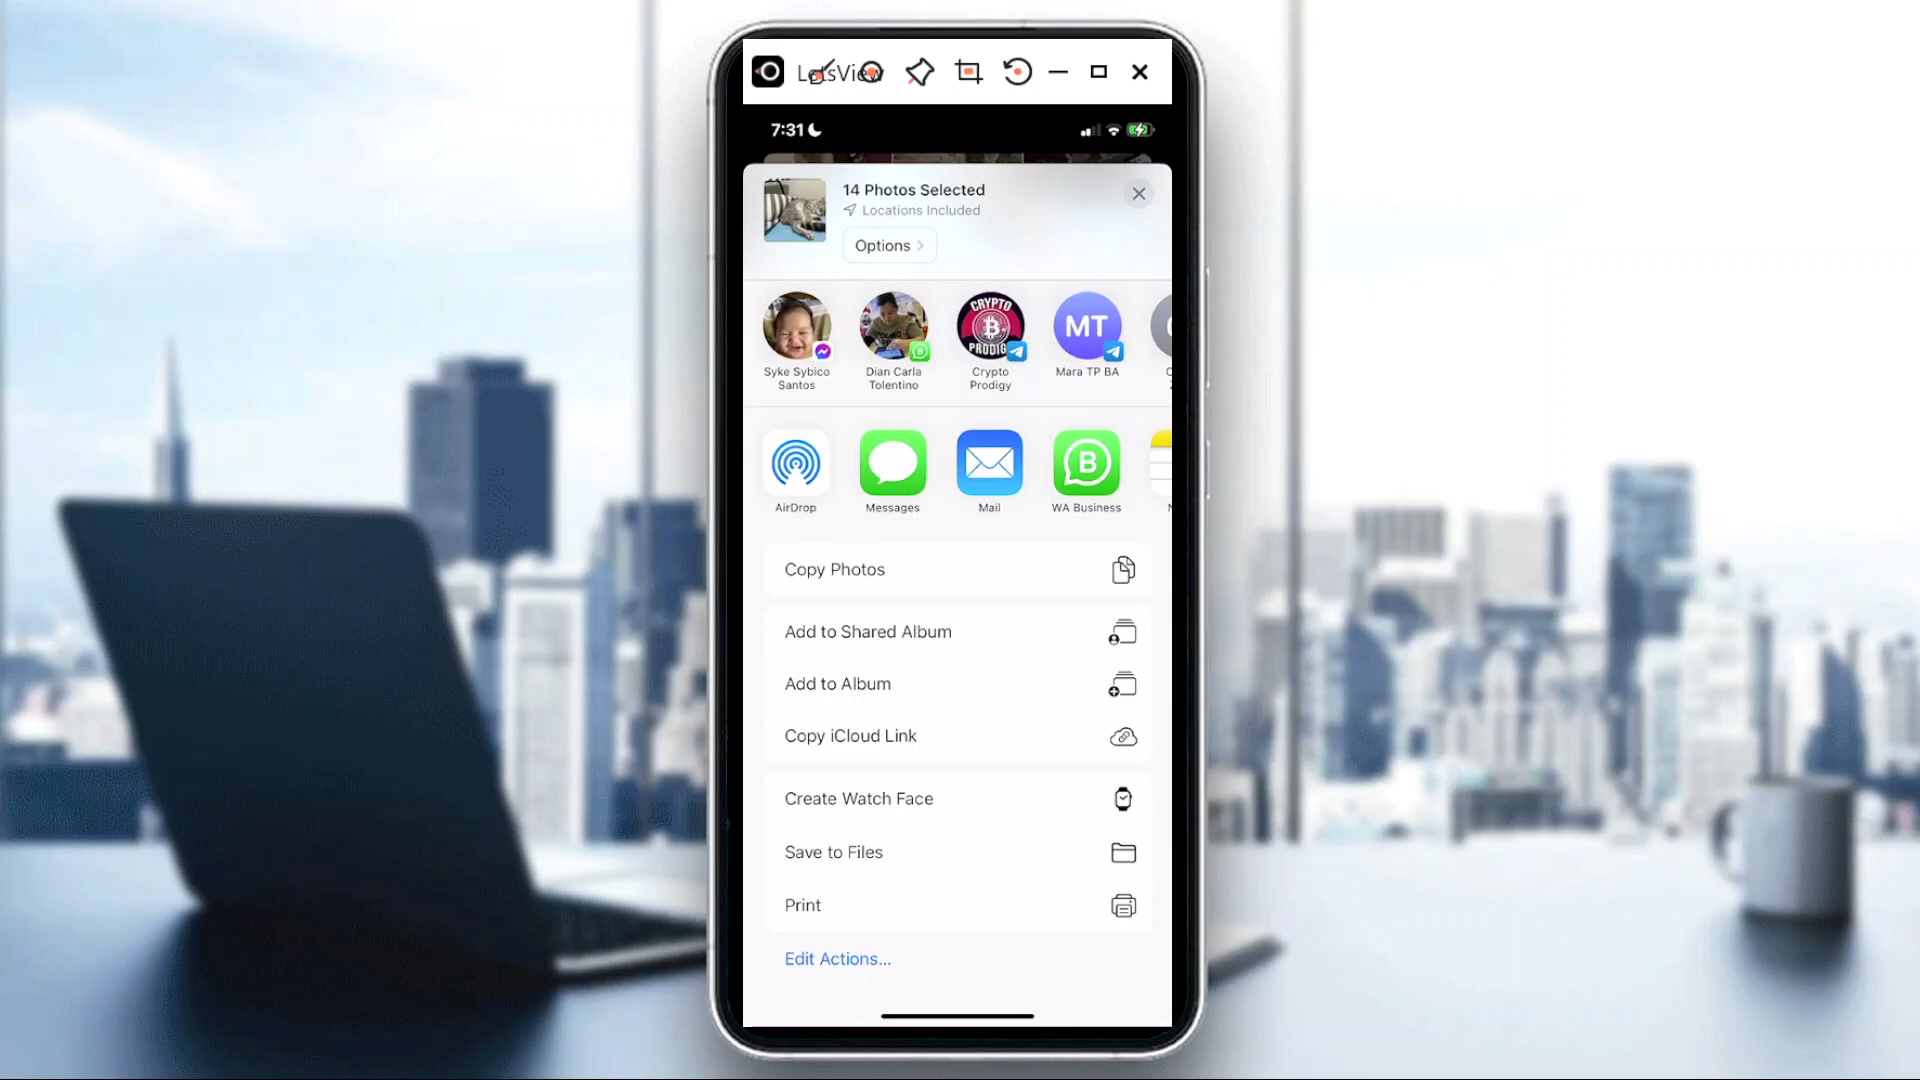 LetsView
7:31
14 Photos Selected
Locations Included
Options
CRYPTO
PRODIG
MT
Syke Sybico
Santos
Dian Carla
Tolentino
Crypto
Prodigy
Mara TP BA
B
AirDrop
Messages
Mail
WA Business
Copy Photos
Add to Shared Album
Add to Album
Copy iCloud Link
Create Watch Face
Save to Files
Print
Edit Actions...